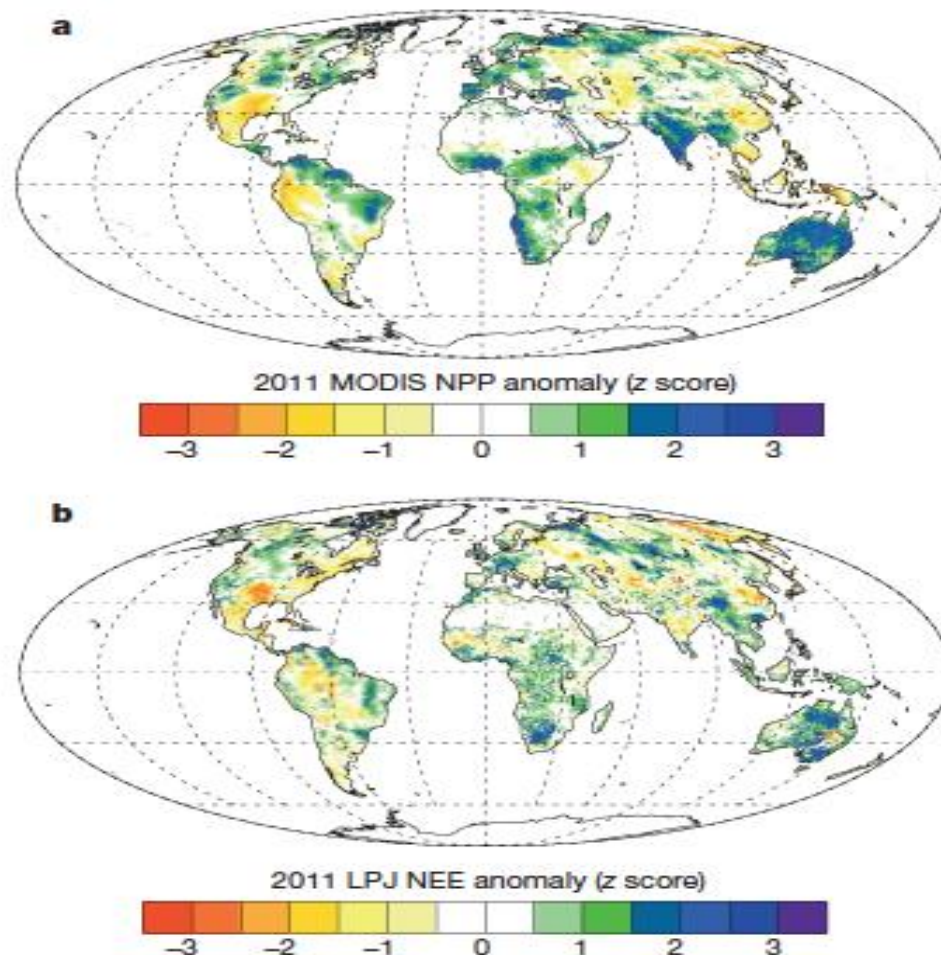 a
2011 MODIS NPP anomaly (z score)
–3 –2 –1 0 1 2 3
b
2011 LPJ NEE anomaly (z score)
–3 –2 –1 0 1 2 3